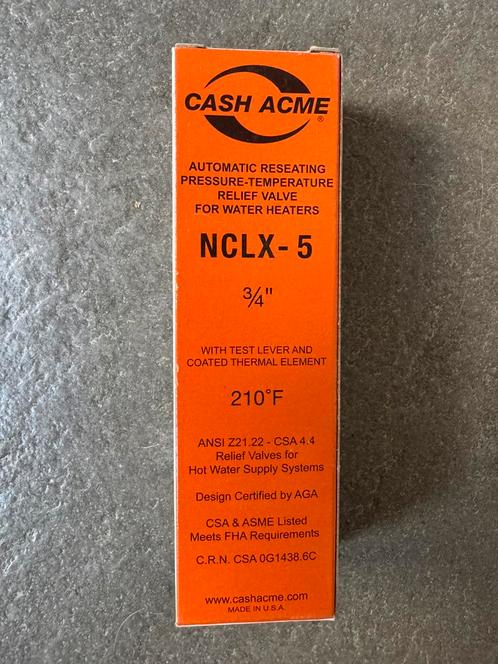 CASH ACME®
AUTOMATIC RESEATING
PRESSURE-TEMPERATURE
RELIEF VALVE
FOR WATER HEATERS
NCLX-5
3/4"
WITH TEST LEVER AND
COATED THERMAL ELEMENT
210°F
ANSI Z21.22 - CSA 4.4
Relief Valves for
Hot Water Supply Systems
Design Certified by AGA
CSA & ASME Listed
Meets FHA Requirements
C.R.N. CSA 0G1438.6C
www.cashacme.com
MADE IN U.S.A.